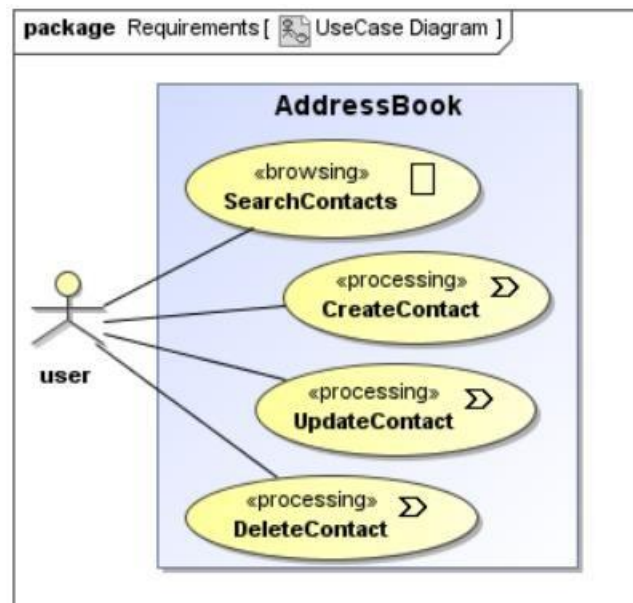 package Requirements [ UseCase Diagram ]
AddressBook
«browsing»
SearchContacts
«processing»
CreateContact
user
«processing»
UpdateContact
«processing»
DeleteContact